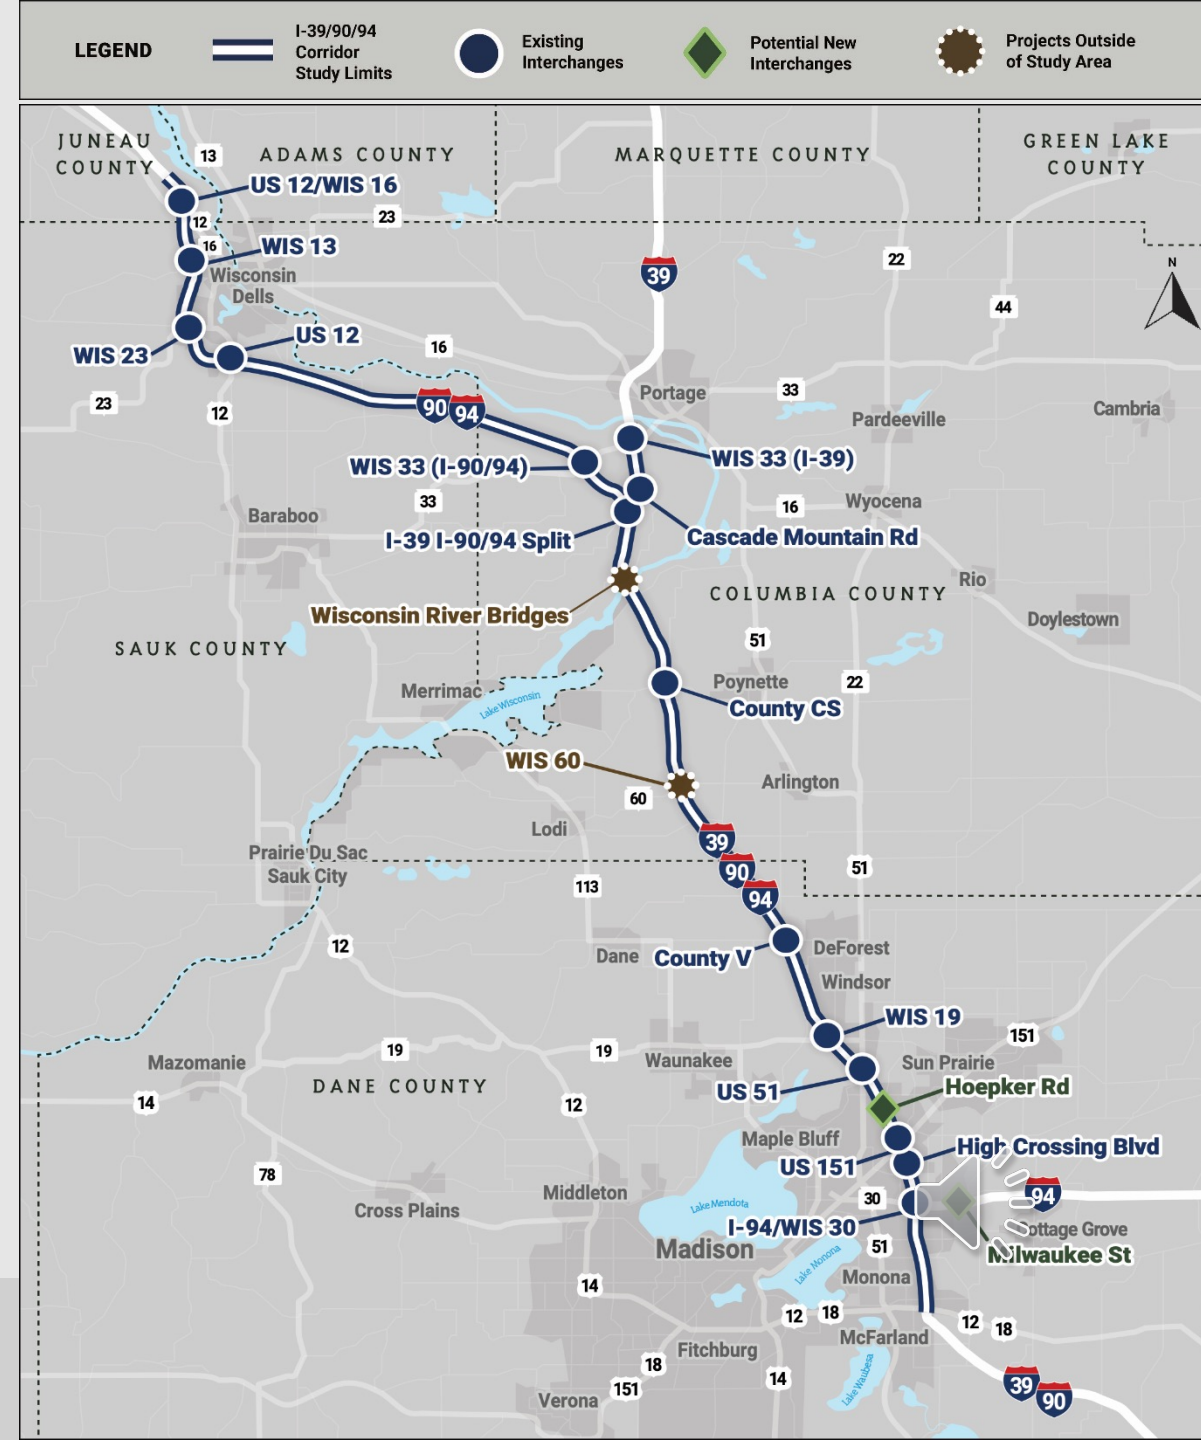 LEGEND
I-39/90/94
Corridor
Study Limits
Existing
Interchanges
Potential New
Interchanges
Projects Outside
of Study Area
JUNEAU
COUNTY
13
ADAMS COUNTY
MARQUETTE COUNTY
GREEN LAKE
COUNTY
US 12/WIS 16
12
23
16
WIS 13
Wisconsin
Dells
39
22
N
44
WIS 23
US 12
16
23
12
90
94
Portage
33
Pardeeville
Cambria
WIS 33 (I-90/94)
WIS 33 (I-39)
33
16
Wyocena
Baraboo
I-39 I-90/94 Split
Cascade Mountain Rd
Wisconsin River Bridges
COLUMBIA COUNTY
Rio
Doylestown
SAUK COUNTY
51
Merrimac
Lake Wisconsin
Poynette
22
County CS
WIS 60
60
Arlington
Lodi
39
90
94
Prairie Du Sac
Sauk City
113
51
12
Dane
County V
DeForest
Windsor
WIS 19
151
Mazomanie
19
19
Waunakee
Sun Prairie
DANE COUNTY
US 51
Hoepker Rd
14
12
Maple Bluff
High Crossing Blvd
US 151
78
Middleton
Cross Plains
Lake Mendota
30
94
I-94/WIS 30
Cottage Grove
Madison
51
Milwaukee St
Lake Monona
Monona
14
12
18
12
18
McFarland
Fitchburg
18
14
Lake Waubesa
39
90
151
Verona